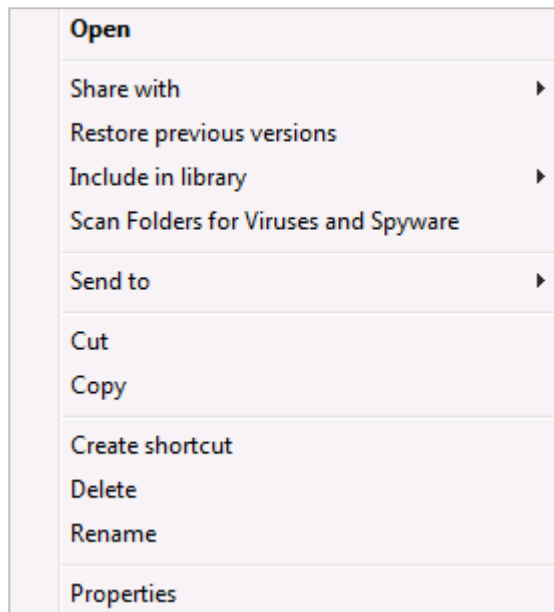 Open
Share with
Restore previous versions
Include in library
Scan Folders for Viruses and Spyware
Send to
Cut
Copy
Create shortcut
Delete
Rename
Properties